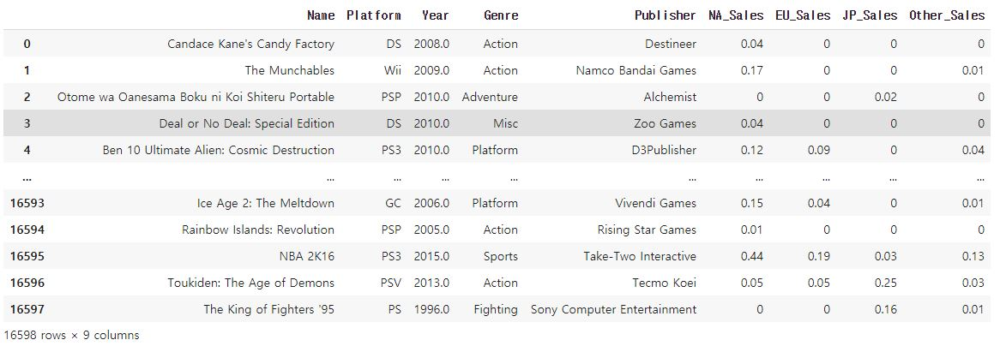 Name Platform Year Genre Publisher NA_Sales EU_Sales JP_Sales Other_Sales
0 Candace Kane's Candy Factory DS 2008.0 Action Destineer 0.04 0 0 0
1 The Munchables Wii 2009.0 Action Namco Bandai Games 0.17 0 0 0.01
2 Otome wa Oanesama Boku ni Koi Shiteru Portable PSP 2010.0 Adventure Alchemist 0 0 0.02 0
3 Deal or No Deal: Special Edition DS 2010.0 Misc Zoo Games 0.04 0 0 0
4 Ben 10 Ultimate Alien: Cosmic Destruction PS3 2010.0 Platform D3Publisher 0.12 0.09 0 0.04
... ... ... ... ... ... ... ... ... ...
16593 Ice Age 2: The Meltdown GC 2006.0 Platform Vivendi Games 0.15 0.04 0 0.01
16594 Rainbow Islands: Revolution PSP 2005.0 Action Rising Star Games 0.01 0 0 0
16595 NBA 2K16 PS3 2015.0 Sports Take-Two Interactive 0.44 0.19 0.03 0.13
16596 Toukiden: The Age of Demons PSV 2013.0 Action Tecmo Koei 0.05 0.05 0.25 0.03
16597 The King of Fighters '95 PS 1996.0 Fighting Sony Computer Entertainment 0 0 0.16 0.01
16598 rows × 9 columns